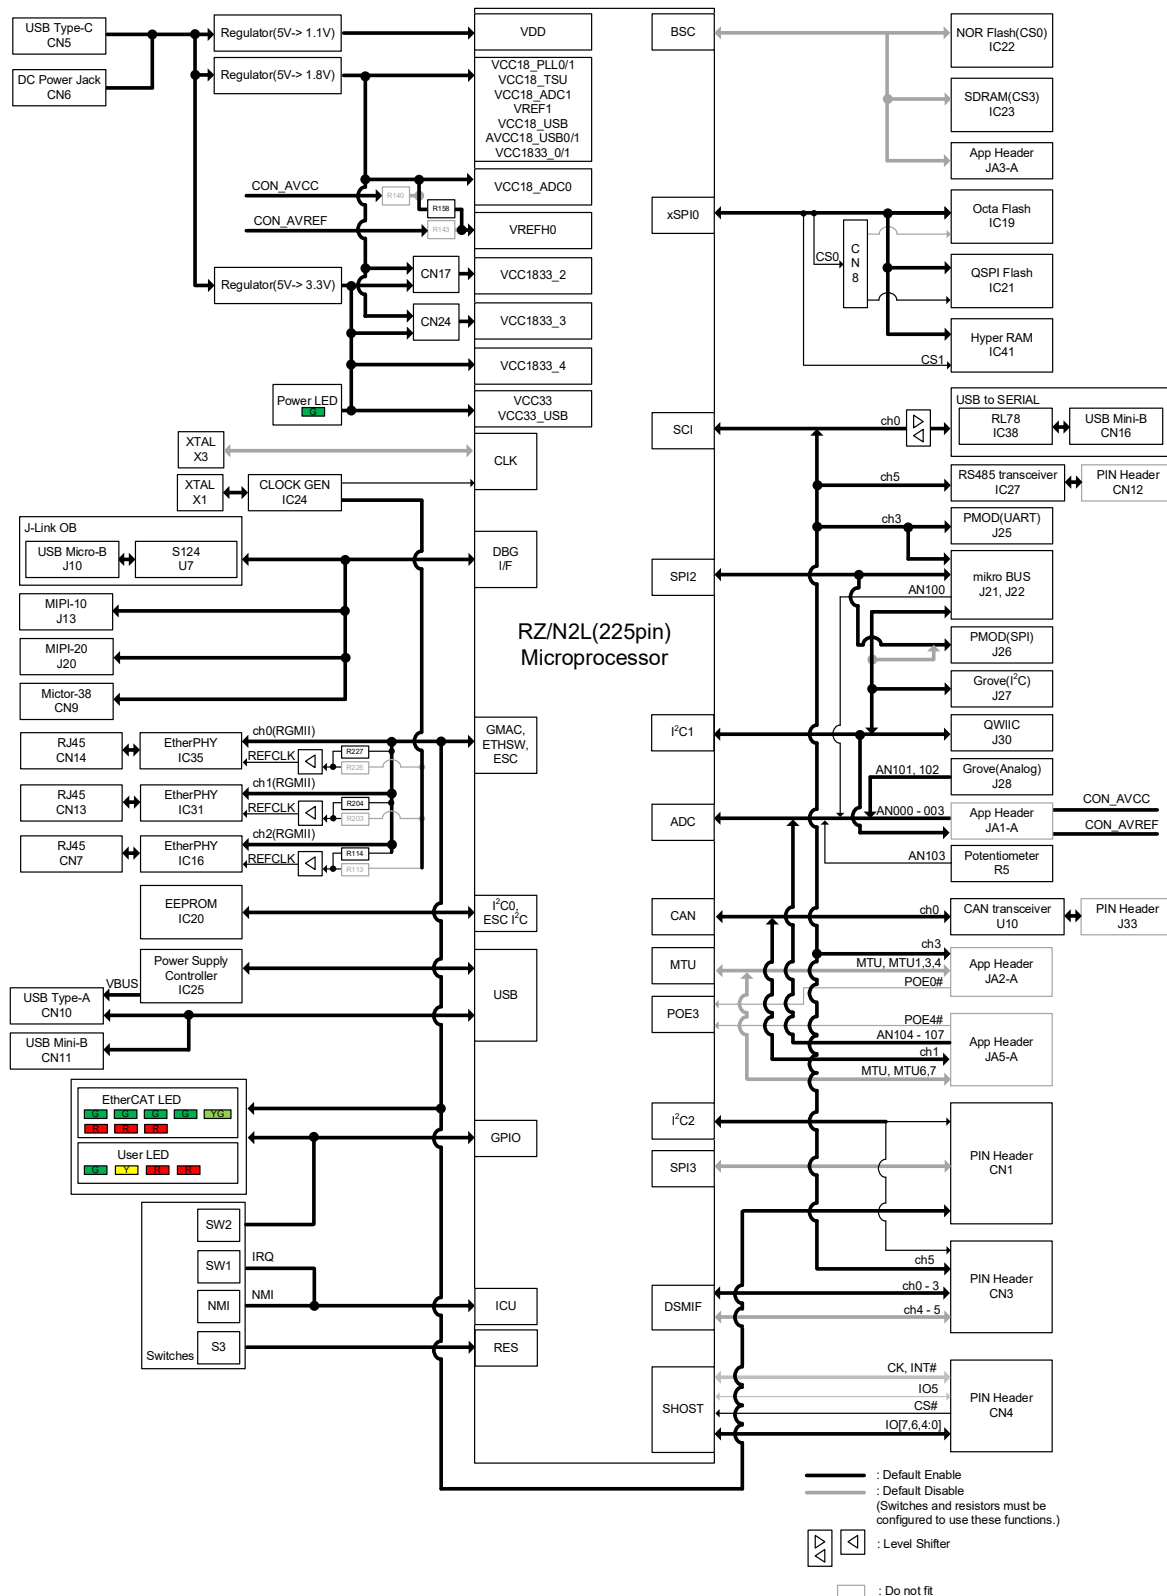 USB Type-C
CN5
DC Power Jack
CN6
Regulator(5V-> 1.1V)
Regulator(5V-> 1.8V)
CON_AVCC
R140
R158
CON_AVREF
R143
Regulator(5V-> 3.3V)
CN17
CN24
Power LED
G
VDD
VCC18_PLL0/1
VCC18_TSU
VCC18_ADC1
VREF1
VCC18_USB
AVCC18_USB0/1
VCC1833_0/1
VCC18_ADC0
VREFH0
VCC1833_2
VCC1833_3
VCC1833_4
VCC33
VCC33_USB
XTAL
X3
XTAL
X1
CLOCK GEN
IC24
CLK
J-Link OB
USB Micro-B
J10
S124
U7
DBG
I/F
MIPI-10
J13
MIPI-20
J20
Mictor-38
CN9
RZ/N2L(225pin)
Microprocessor
RJ45
CN14
EtherPHY
IC35
ch0(RGMII)
REFCLK
R227
R226
GMAC,
ETHSW,
ESC
RJ45
CN13
EtherPHY
IC31
ch1(RGMII)
REFCLK
R204
R203
RJ45
CN7
EtherPHY
IC16
ch2(RGMII)
REFCLK
R114
R113
EEPROM
IC20
I²C0,
ESC I²C
Power Supply
Controller
IC25
VBUS
USB Type-A
CN10
USB Mini-B
CN11
USB
EtherCAT LED
G G G G YG
R R R
User LED
G Y R R
GPIO
SW2
SW1
IRQ
NMI
NMI
S3
Switches
ICU
RES
BSC
NOR Flash(CS0)
IC22
SDRAM(CS3)
IC23
App Header
JA3-A
xSPI0
CS0
CN8
CS1
Octa Flash
IC19
QSPI Flash
IC21
Hyper RAM
IC41
SCI
ch0
USB to SERIAL
RL78
IC38
USB Mini-B
CN16
ch5
RS485 transceiver
IC27
PIN Header
CN12
ch3
PMOD(UART)
J25
SPI2
AN100
mikro BUS
J21, J22
PMOD(SPI)
J26
Grove(I²C)
J27
I²C1
QWIIC
J30
AN101, 102
Grove(Analog)
J28
ADC
AN000 - 003
App Header
JA1-A
CON_AVCC
CON_AVREF
AN103
Potentiometer
R5
CAN
ch0
CAN transceiver
U10
PIN Header
J33
MTU
ch3
MTU, MTU1,3,4
POE0#
App Header
JA2-A
POE3
POE4#
AN104 - 107
ch1
MTU, MTU6,7
App Header
JA5-A
I²C2
SPI3
PIN Header
CN1
ch5
DSMIF
ch0 - 3
ch4 - 5
PIN Header
CN3
SHOST
CK, INT#
IO5
CS#
IO[7,6,4:0]
PIN Header
CN4
: Default Enable
: Default Disable
(Switches and resistors must be
configured to use these functions.)
: Level Shifter
: Do not fit